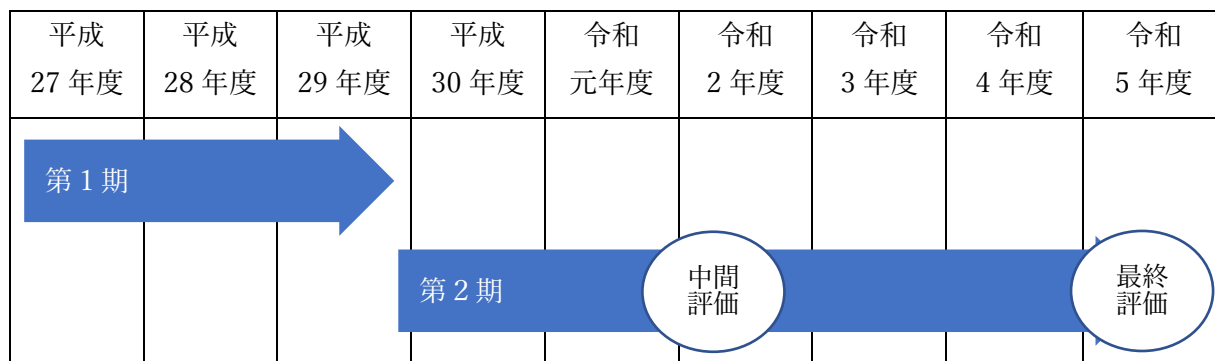 平成 平成 平成 平成 令和 令和 令和 令和 令和
27 年度 28 年度 29 年度 30 年度 元年度 2 年度 3 年度 4 年度 5 年度
第 1 期
第 2 期
中間
評価
最終
評価